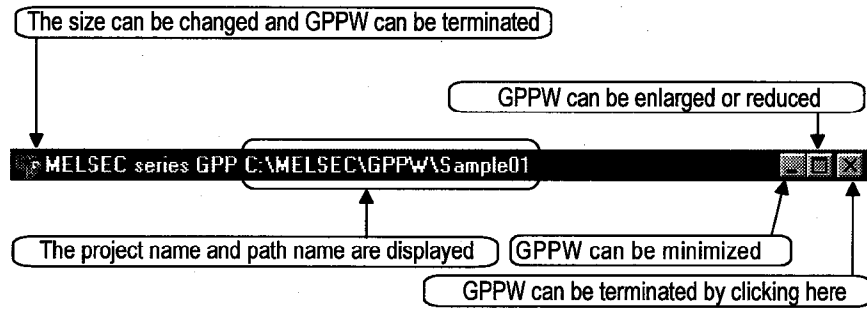 The size can be changed and GPPW can be terminated
GPPW can be enlarged or reduced
MELSEC series GPP C:\MELSEC\GPPW\Sample01
The project name and path name are displayed
GPPW can be minimized
GPPW can be terminated by clicking here